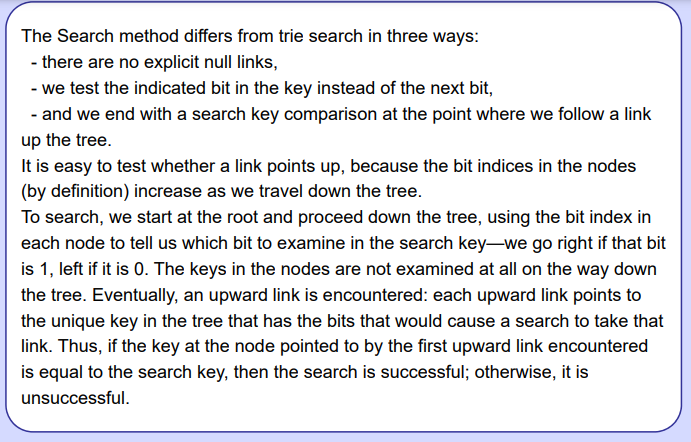 The Search method differs from trie search in three ways:
- there are no explicit null links,
- we test the indicated bit in the key instead of the next bit,
- and we end with a search key comparison at the point where we follow a link
up the tree.
It is easy to test whether a link points up, because the bit indices in the nodes
(by definition) increase as we travel down the tree.
To search, we start at the root and proceed down the tree, using the bit index in
each node to tell us which bit to examine in the search key—we go right if that bit
is 1, left if it is 0. The keys in the nodes are not examined at all on the way down
the tree. Eventually, an upward link is encountered: each upward link points to
the unique key in the tree that has the bits that would cause a search to take that
link. Thus, if the key at the node pointed to by the first upward link encountered
is equal to the search key, then the search is successful; otherwise, it is
unsuccessful.